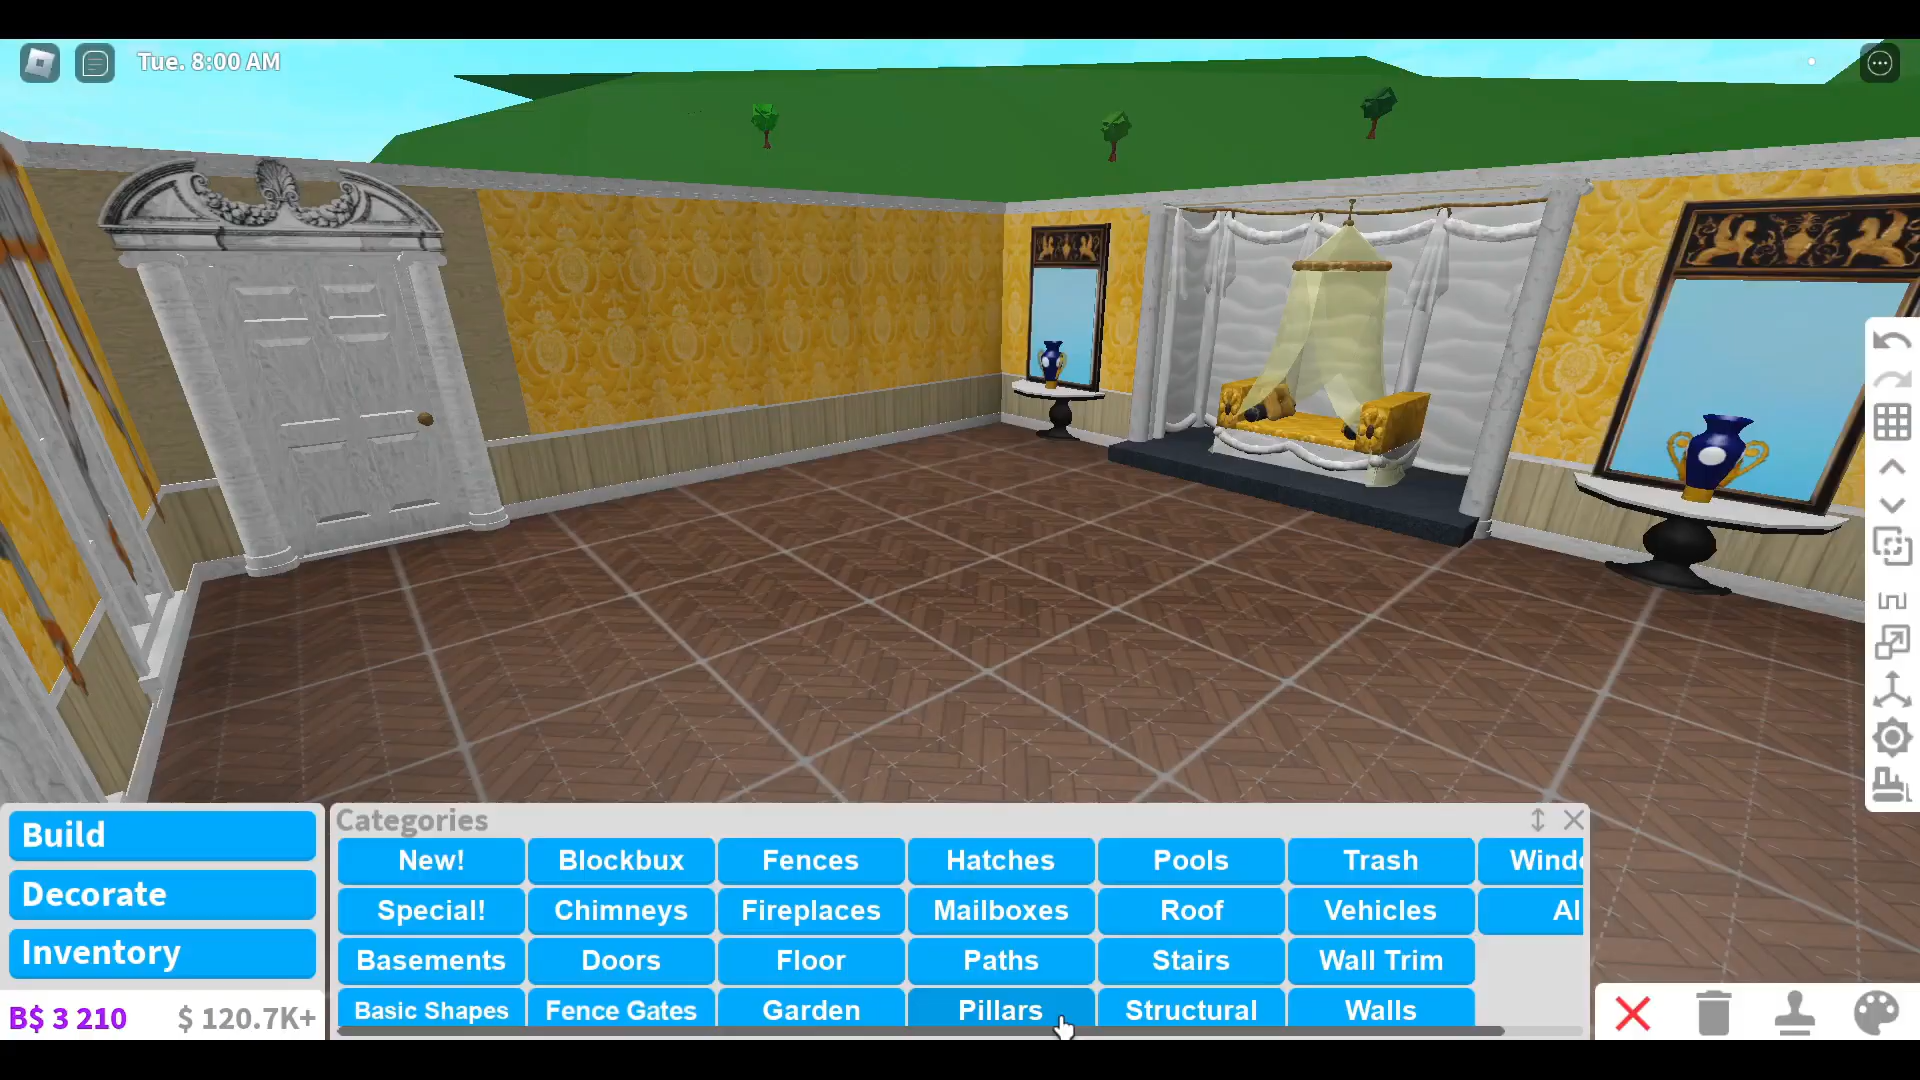 Tue. 8:00 AM
Build
Decorate
Inventory
B$ 3 210
$ 120.7K+
Categories
New! Blockbux Fences Hatches Pools Trash
Special! Chimneys Fireplaces Mailboxes Roof Vehicles
Basements Doors Floor Paths Stairs Wall Trim
Basic Shapes Fence Gates Garden Pillars Structural Walls